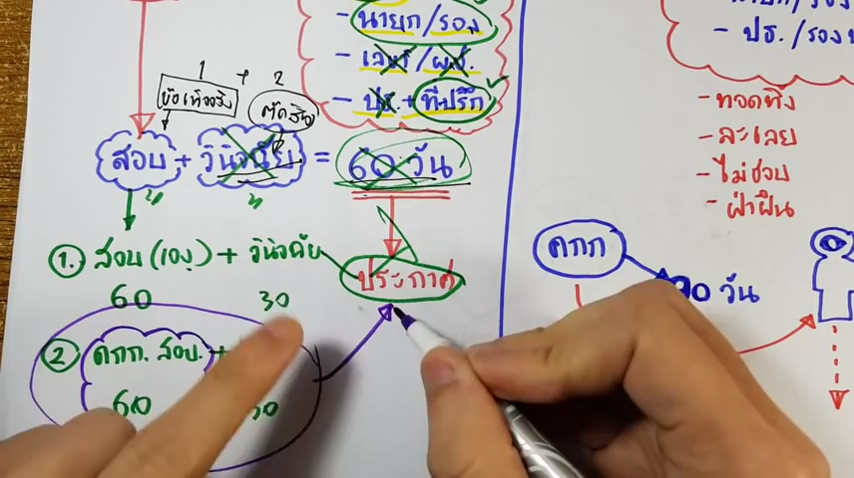 - นายก/รอง
- เลขา/ผช.
- ปธ. + ที่ปรึก
1 + 2
ข้อเท็จจริง
ตัดสิน
สอบ + วินิจฉัย = 60 วัน
1. สอบ (เอง) + วินิจฉัย
ประกาศ
60 30
2 คกก. สอบ. +
60 30
- ปธ./รอง
- ทอดทิ้ง
- ละเลย
- ไม่ชอบ
- ฝ่าฝืน
คกก
90 วัน